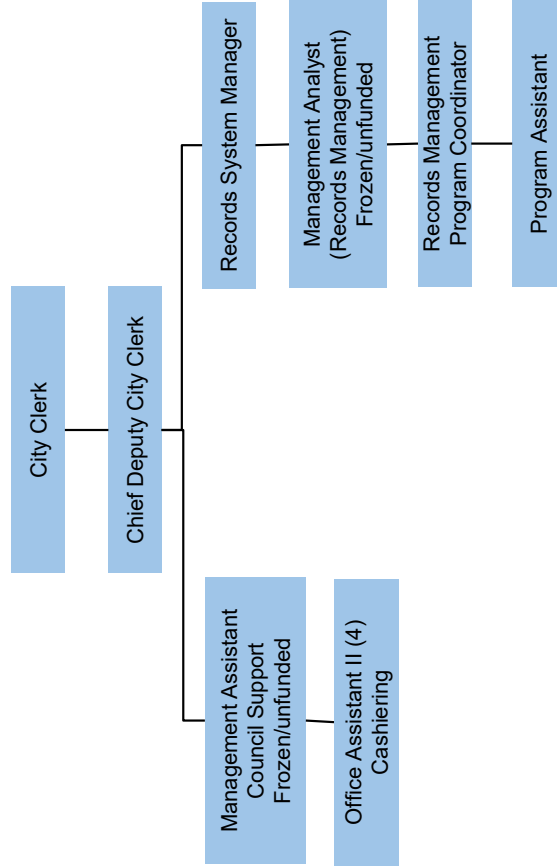 City Clerk
Chief Deputy City Clerk
Management Assistant
Council Support
Frozen/unfunded
Office Assistant II (4)
Cashiering
Records System Manager
Management Analyst
(Records Management)
Frozen/unfunded
Records Management
Program Coordinator
Program Assistant